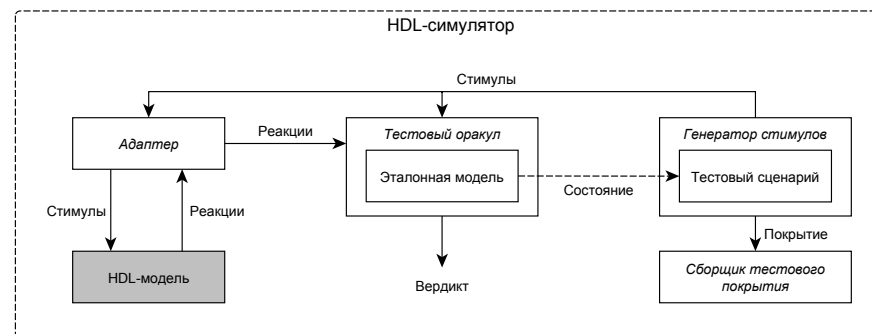 HDL-симулятор
Стимулы
Адаптер
Реакции
Тестовый оракул
Эталонная модель
Состояние
Генератор стимулов
Тестовый сценарий
Стимулы
Реакции
Покрытие
HDL-модель
Вердикт
Сборщик тестового
покрытия